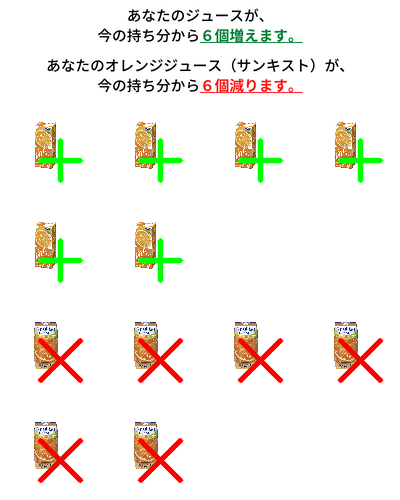 あなたのジュースが、
今の持ち分から６個増えます。
あなたのオレンジジュース（サンキスト）が、
今の持ち分から６個減ります。